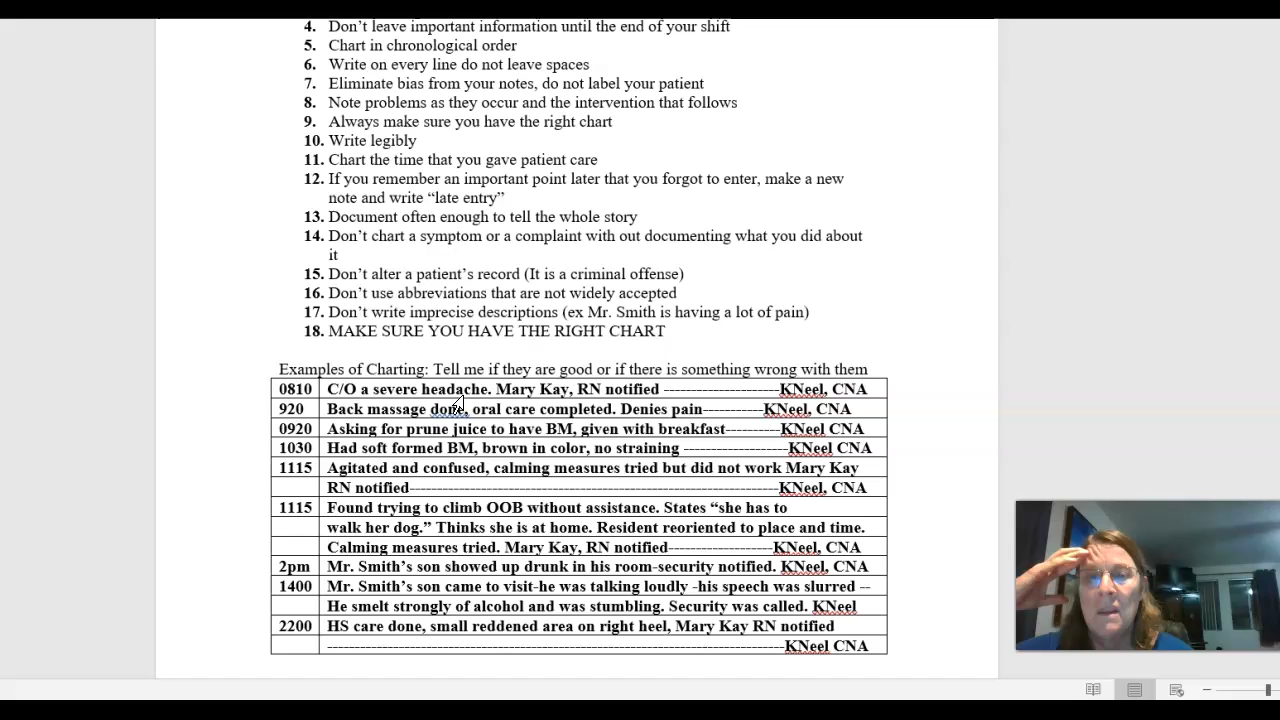 4. Don't leave important information until the end of your shift
5. Chart in chronological order
6. Write on every line do not leave spaces
7. Eliminate bias from your notes, do not label your patient
8. Note problems as they occur and the intervention that follows
9. Always make sure you have the right chart
10. Write legibly
11. Chart the time that you gave patient care
12. If you remember an important point later that you forgot to enter, make a new
note and write “late entry”
13. Document often enough to tell the whole story
14. Don't chart a symptom or a complaint with out documenting what you did about
it
15. Don't alter a patient's record (It is a criminal offense)
16. Don't use abbreviations that are not widely accepted
17. Don't write imprecise descriptions (ex Mr. Smith is having a lot of pain)
18. MAKE SURE YOU HAVE THE RIGHT CHART
Examples of Charting: Tell me if they are good or if there is something wrong with them
0810 C/O a severe headache. Mary Kay, RN notified ---------------------KNeel, CNA
920 Back massage done, oral care completed. Denies pain-----------KNeel, CNA
0920 Asking for prune juice to have BM, given with breakfast----------KNeel CNA
1030 Had soft formed BM, brown in color, no straining -------------------KNeel CNA
1115 Agitated and confused, calming measures tried but did not work Mary Kay
RN notified-------------------------------------------------------------------KNeel, CNA
1115 Found trying to climb OOB without assistance. States “she has to
walk her dog.” Thinks she is at home. Resident reoriented to place and time.
Calming measures tried. Mary Kay, RN notified-------------------KNeel, CNA
2pm Mr. Smith's son showed up drunk in his room-security notified. KNeel, CNA
1400 Mr. Smith's son came to visit-he was talking loudly -his speech was slurred --
He smelt strongly of alcohol and was stumbling. Security was called. KNeel
2200 HS care done, small reddened area on right heel, Mary Kay RN notified
------------------------------------------------------------------------------------KNeel CNA